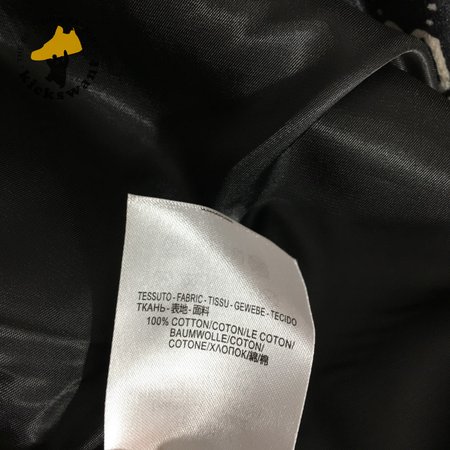 kickswant
TESSUTO - FABRIC - TISSU - GEWEBE - TECIDO
ТКАНЬ - 表地 - 面料
100% COTTON/COTON/LE COTON/
BAUMWOLLE/COTON/
COTONE/ХЛОПОК/綿/棉